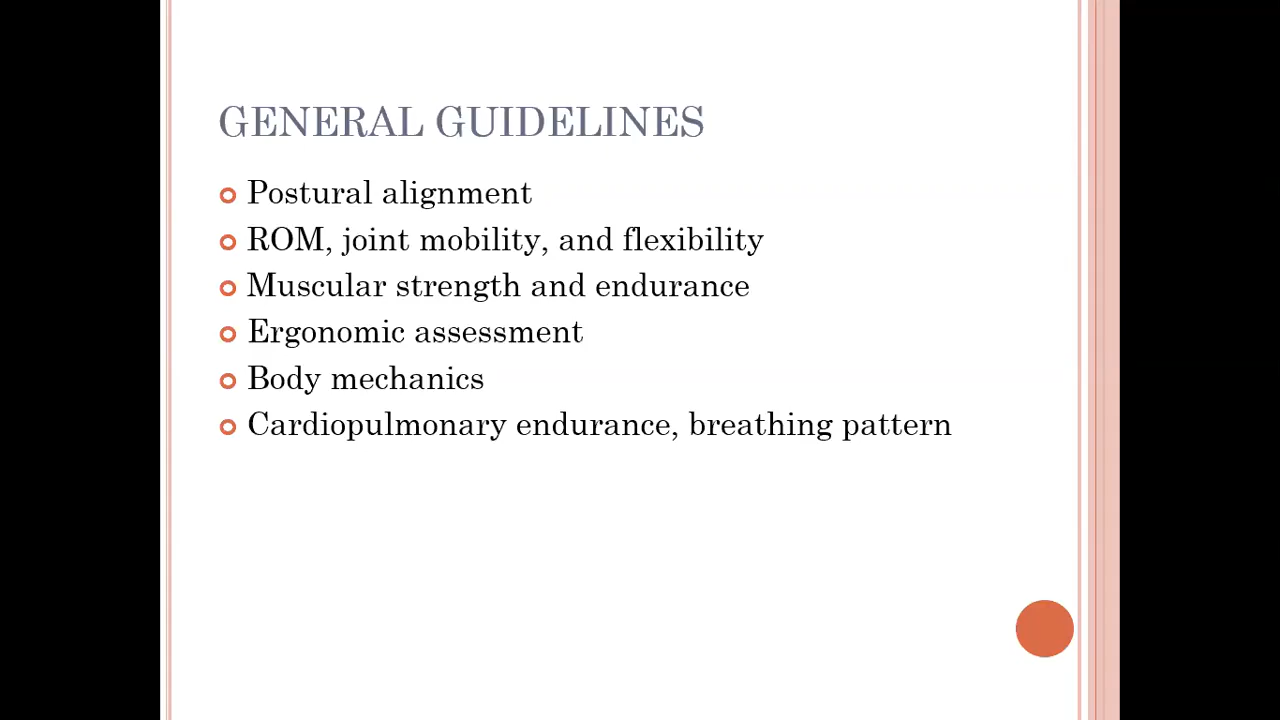 GENERAL GUIDELINES
Postural alignment
ROM, joint mobility, and flexibility
Muscular strength and endurance
Ergonomic assessment
Body mechanics
Cardiopulmonary endurance, breathing pattern